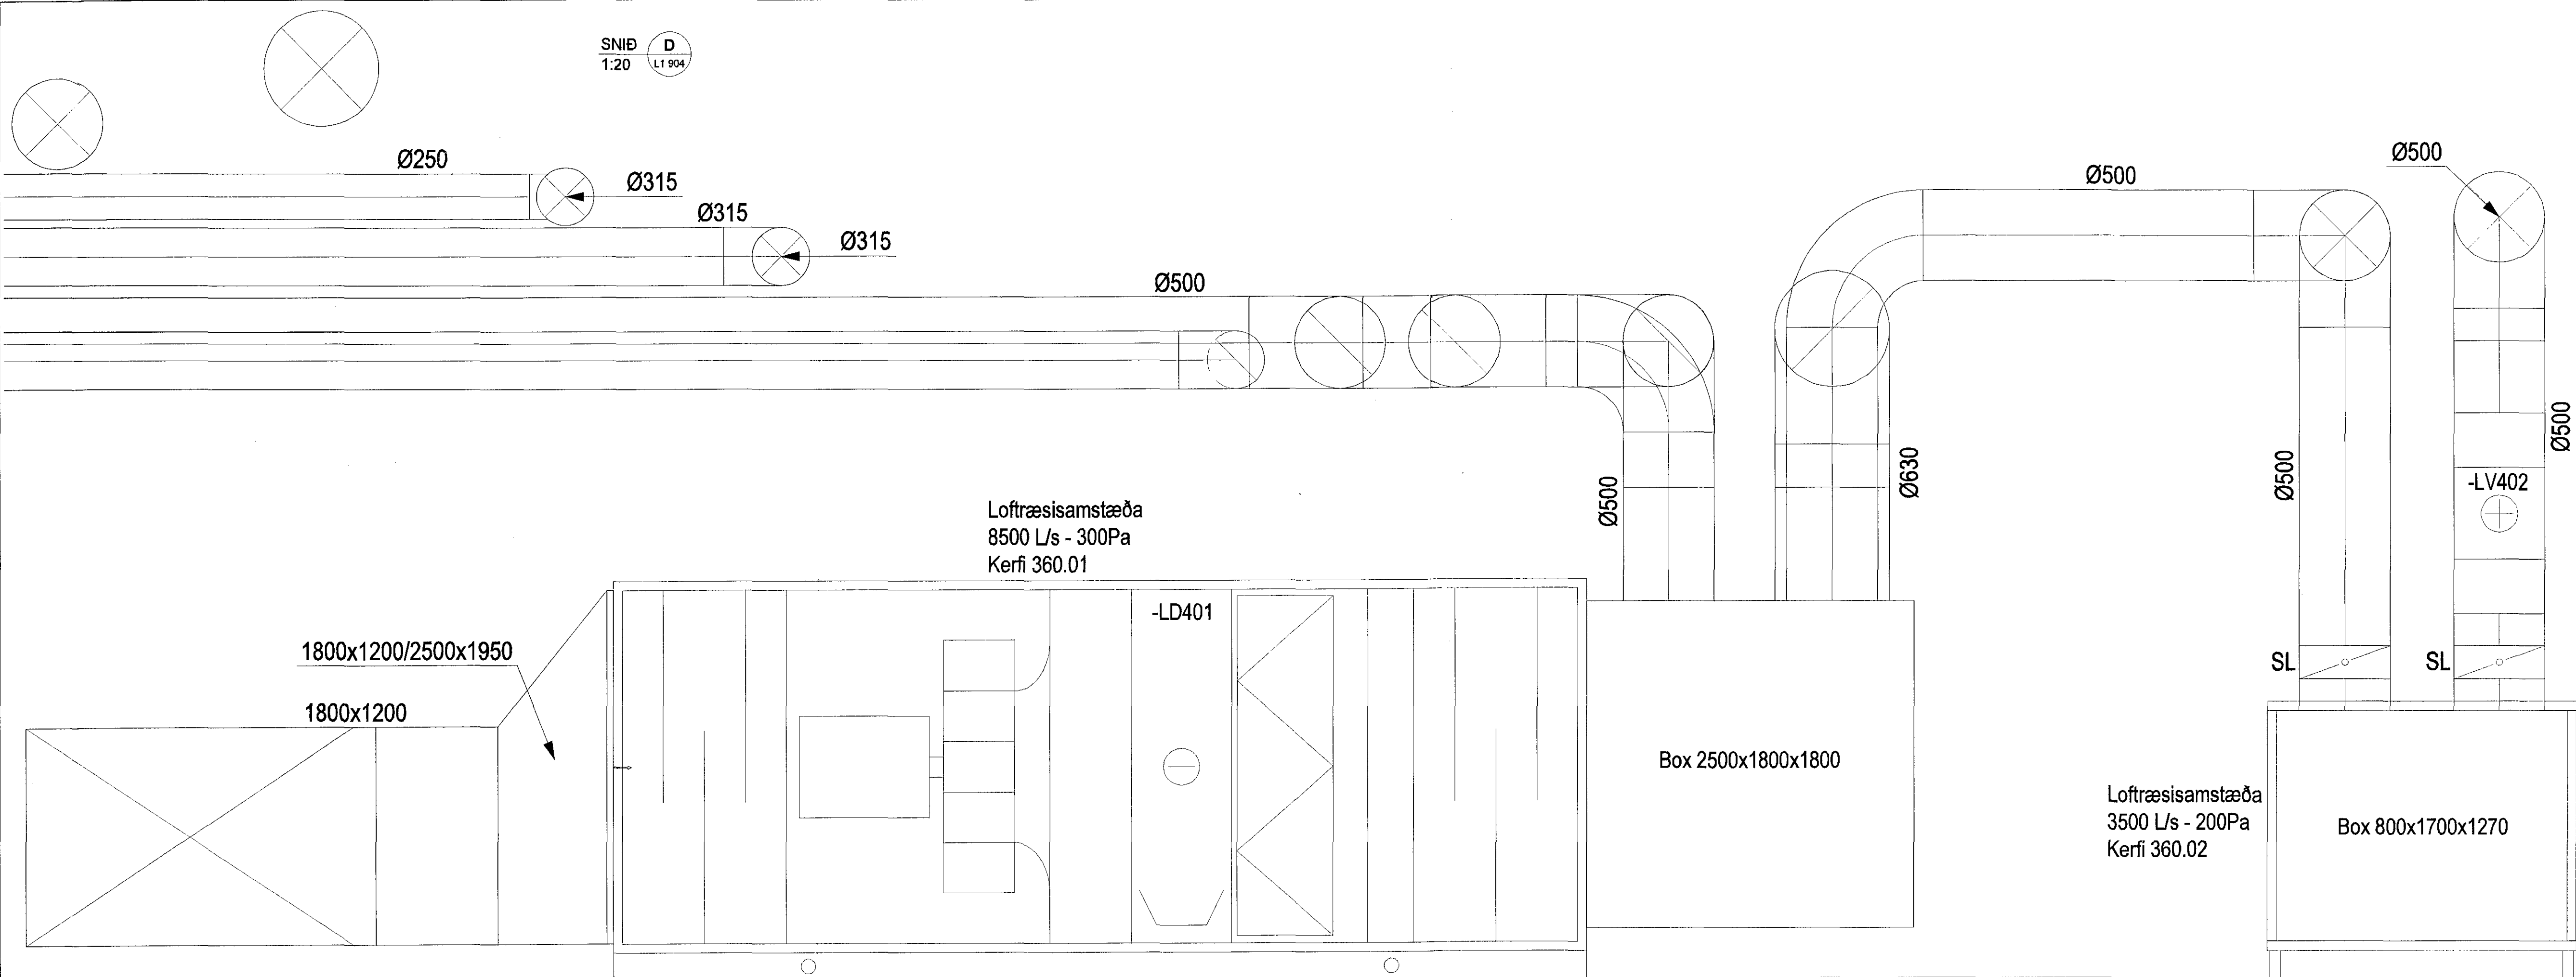 SNIÐ
1:20
D
L1 904
Ø250
Ø315
Ø315
Ø315
Ø500
Ø500
Ø500
Ø500
Ø630
Ø500
Ø500
-LV402
SL
SL
Loftræsisamstæða
8500 L/s - 300Pa
Kerfi 360.01
-LD401
1800x1200/2500x1950
1800x1200
Box 2500x1800x1800
Loftræsisamstæða
3500 L/s - 200Pa
Kerfi 360.02
Box 800x1700x1270